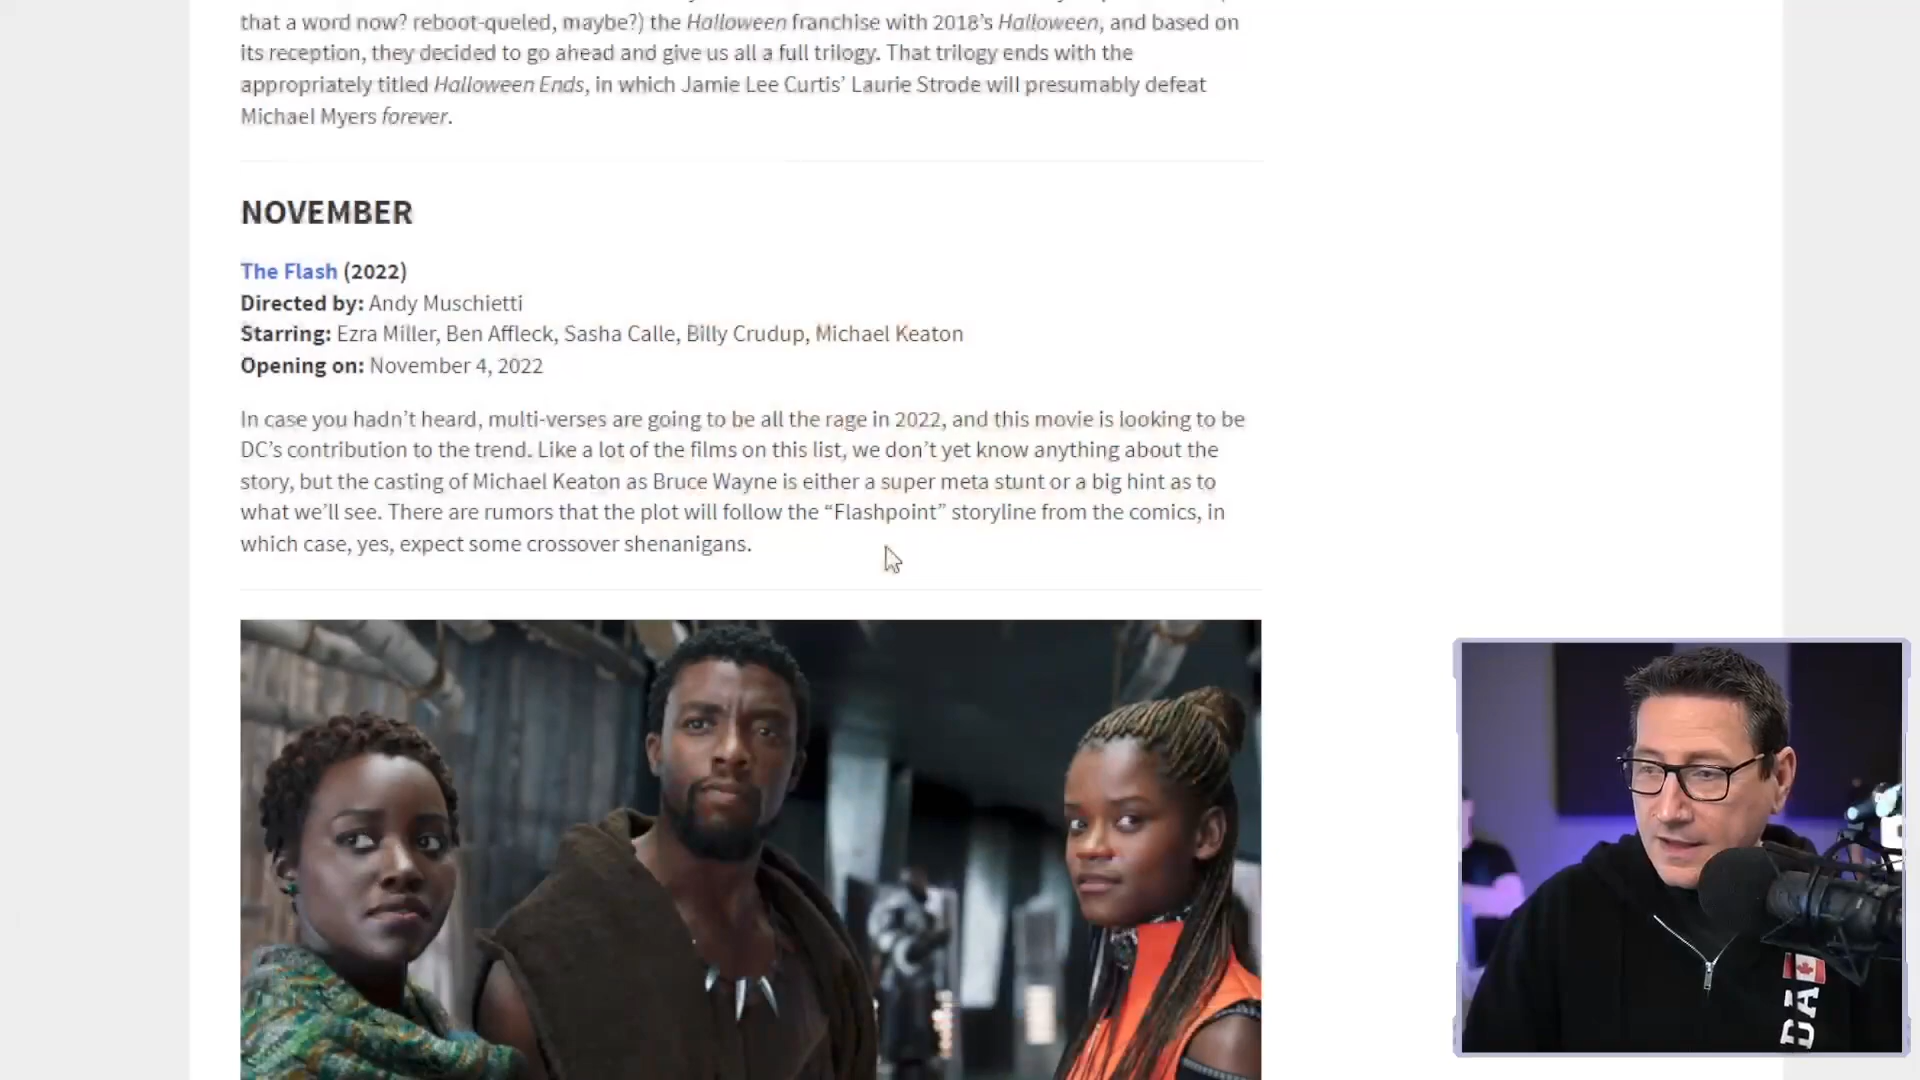 that a word now? reboot-queled, maybe?) the Halloween franchise with 2018's Halloween, and based on
its reception, they decided to go ahead and give us all a full trilogy. That trilogy ends with the
appropriately titled Halloween Ends, in which Jamie Lee Curtis' Laurie Strode will presumably defeat
Michael Myers forever.
NOVEMBER
The Flash (2022)
Directed by: Andy Muschietti
Starring: Ezra Miller, Ben Affleck, Sasha Calle, Billy Crudup, Michael Keaton
Opening on: November 4, 2022
In case you hadn't heard, multi-verses are going to be all the rage in 2022, and this movie is looking to be
DC's contribution to the trend. Like a lot of the films on this list, we don't yet know anything about the
story, but the casting of Michael Keaton as Bruce Wayne is either a super meta stunt or a big hint as to
what we'll see. There are rumors that the plot will follow the “Flashpoint” storyline from the comics, in
which case, yes, expect some crossover shenanigans.